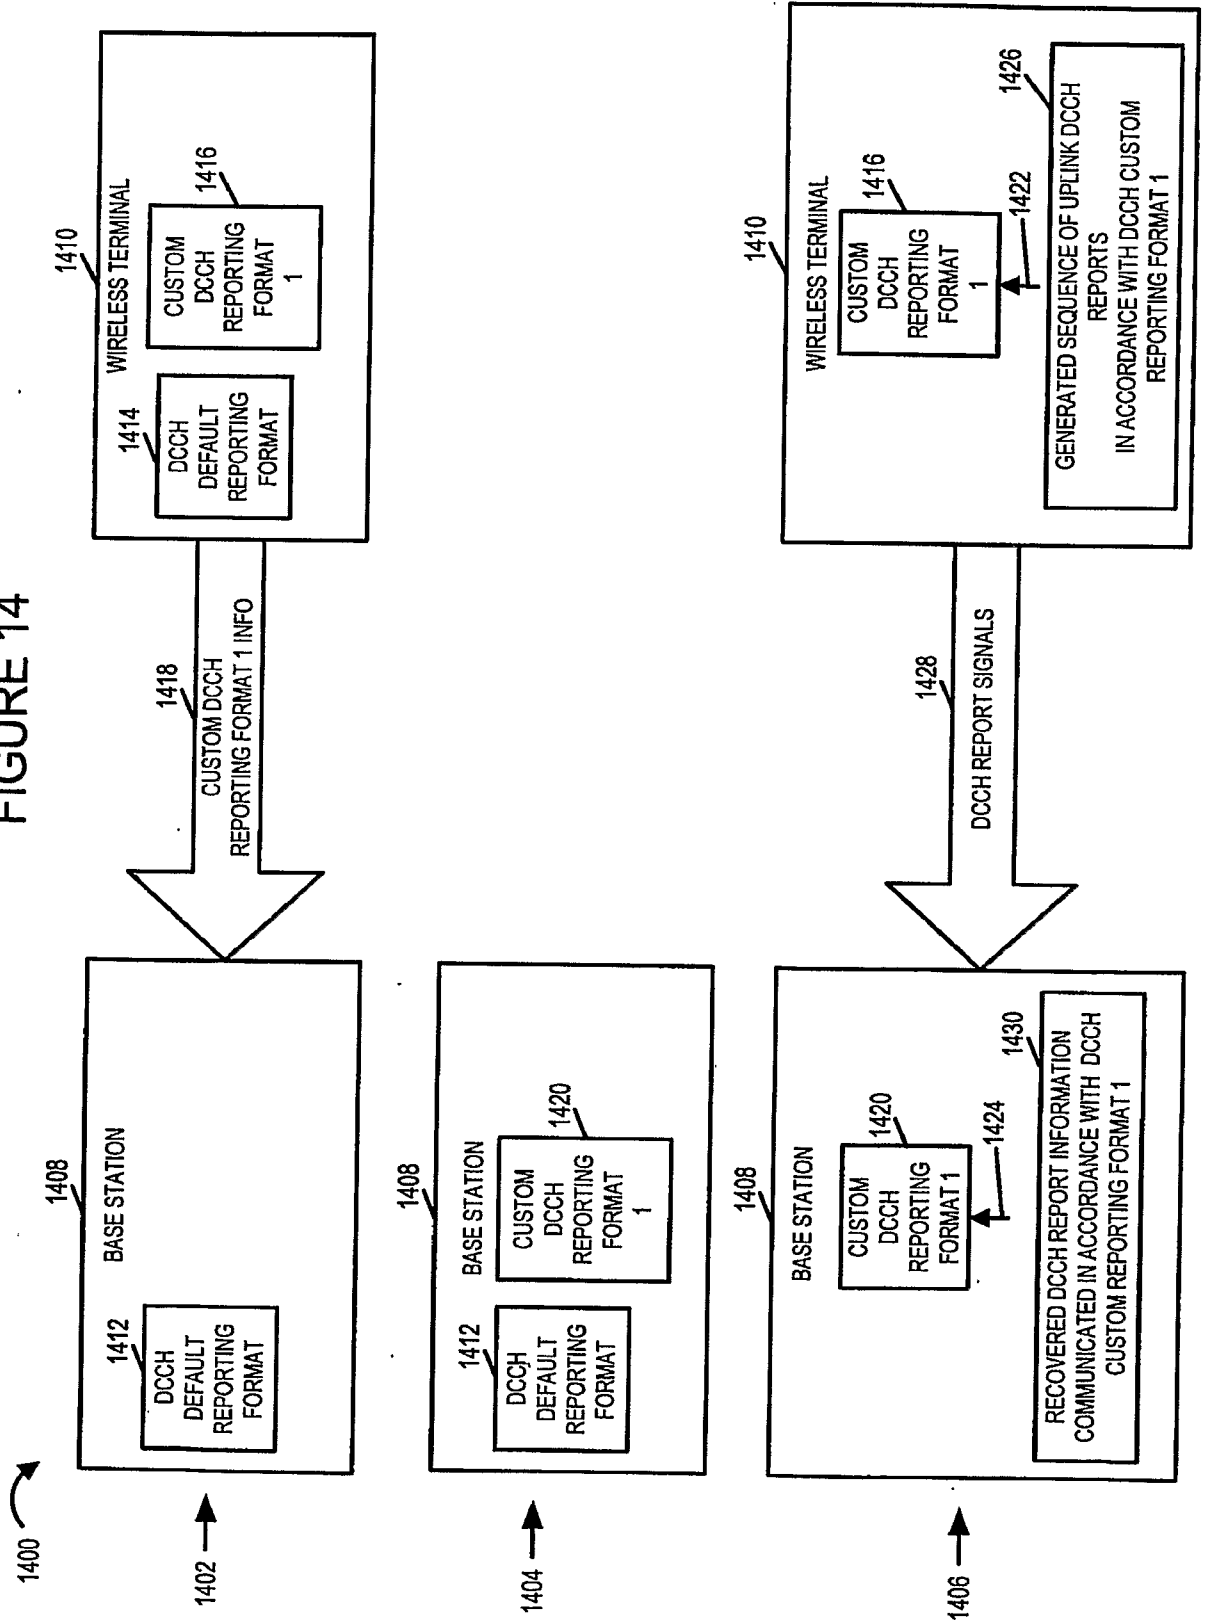 FIGURE 14
1400
1402
1408
BASE STATION
1412
DCCH
DEFAULT
REPORTING
FORMAT
1418
CUSTOM DCCH
REPORTING FORMAT 1 INFO
1410
WIRELESS TERMINAL
1414
DCCH
DEFAULT
REPORTING
FORMAT
1416
CUSTOM
DCCH
REPORTING
FORMAT
1
1404
1408
BASE STATION
1412
DCCH
DEFAULT
REPORTING
FORMAT
1420
CUSTOM
DCCH
REPORTING
FORMAT
1
1406
1408
BASE STATION
1420
CUSTOM
DCCH
REPORTING
FORMAT 1
1424
1430
RECOVERED DCCH REPORT INFORMATION
COMMUNICATED IN ACCORDANCE WITH DCCH
CUSTOM REPORTING FORMAT 1
1428
DCCH REPORT SIGNALS
1410
WIRELESS TERMINAL
1416
CUSTOM
DCCH
REPORTING
FORMAT
1
1422
1426
GENERATED SEQUENCE OF UPLINK DCCH
REPORTS
IN ACCORDANCE WITH DCCH CUSTOM
REPORTING FORMAT 1